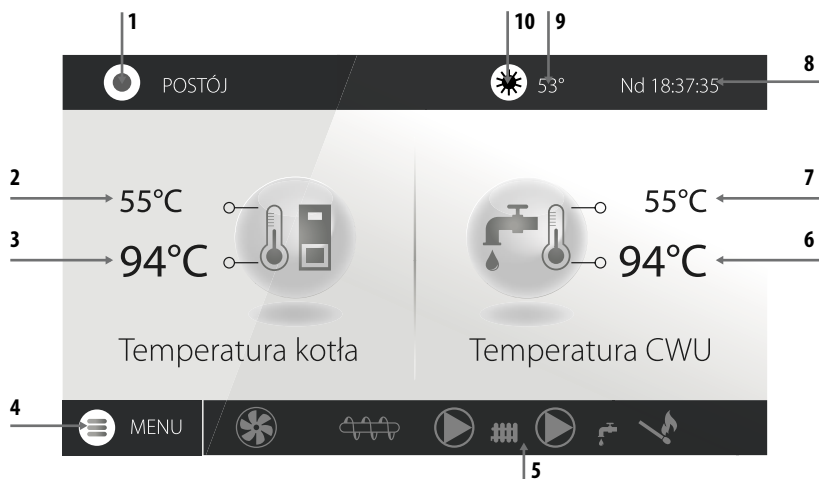 1 10 9
8
POSTÓJ 53° Nd 18:37:35
2 55°C 55°C 7
3 94°C 94°C 6
Temperatura kotła Temperatura CWU
4 MENU
5